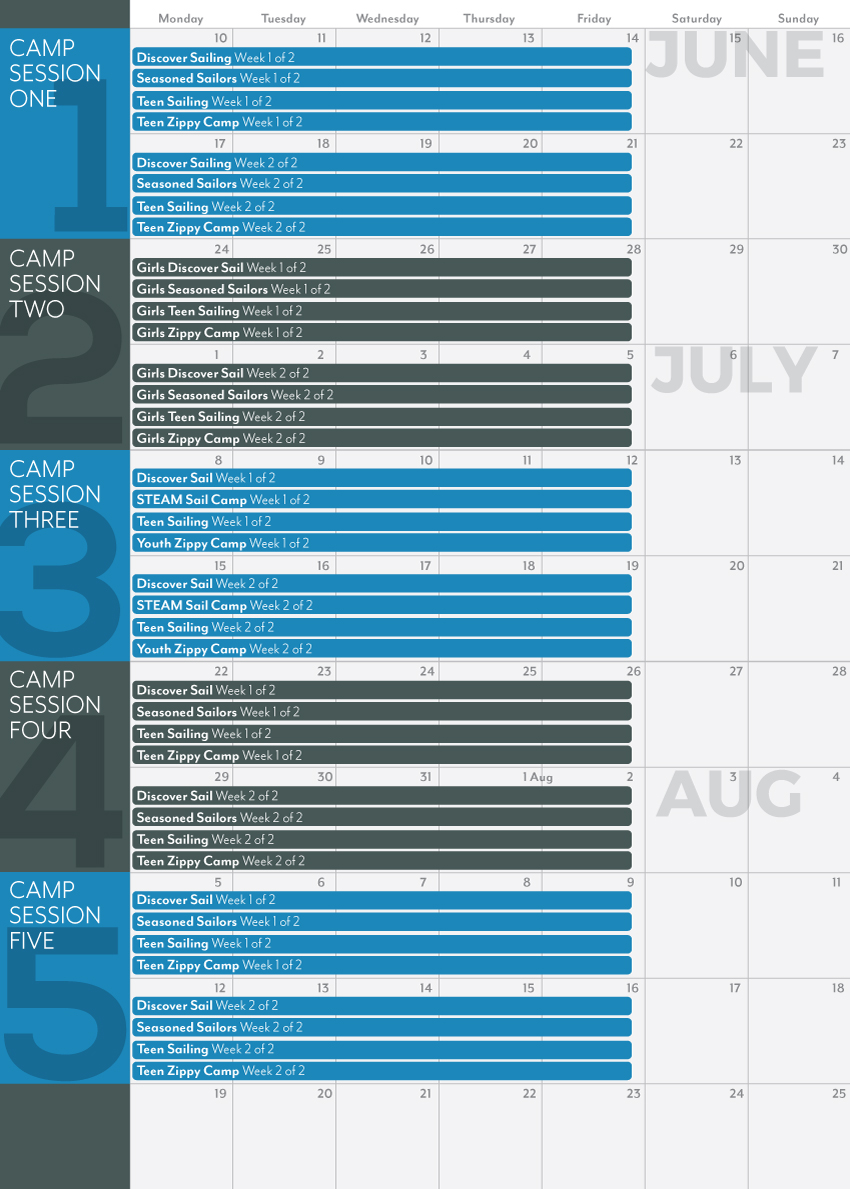 Monday Tuesday Wednesday Thursday Friday Saturday Sunday
CAMP
SESSION
ONE
1
10 11 12 13 14 15 16
JUNE
Discover Sailing Week 1 of 2
Seasoned Sailors Week 1 of 2
Teen Sailing Week 1 of 2
Teen Zippy Camp Week 1 of 2
17 18 19 20 21 22 23
Discover Sailing Week 2 of 2
Seasoned Sailors Week 2 of 2
Teen Sailing Week 2 of 2
Teen Zippy Camp Week 2 of 2
CAMP
SESSION
TWO
2
24 25 26 27 28 29 30
Girls Discover Sail Week 1 of 2
Girls Seasoned Sailors Week 1 of 2
Girls Teen Sailing Week 1 of 2
Girls Zippy Camp Week 1 of 2
1 2 3 4 5 6 7
JULY
Girls Discover Sail Week 2 of 2
Girls Seasoned Sailors Week 2 of 2
Girls Teen Sailing Week 2 of 2
Girls Zippy Camp Week 2 of 2
CAMP
SESSION
THREE
3
8 9 10 11 12 13 14
Discover Sail Week 1 of 2
STEAM Sail Camp Week 1 of 2
Teen Sailing Week 1 of 2
Youth Zippy Camp Week 1 of 2
15 16 17 18 19 20 21
Discover Sail Week 2 of 2
STEAM Sail Camp Week 2 of 2
Teen Sailing Week 2 of 2
Youth Zippy Camp Week 2 of 2
CAMP
SESSION
FOUR
4
22 23 24 25 26 27 28
Discover Sail Week 1 of 2
Seasoned Sailors Week 1 of 2
Teen Sailing Week 1 of 2
Teen Zippy Camp Week 1 of 2
29 30 31 1 Aug 2 3 4
AUG
Discover Sail Week 2 of 2
Seasoned Sailors Week 2 of 2
Teen Sailing Week 2 of 2
Teen Zippy Camp Week 2 of 2
CAMP
SESSION
FIVE
5
5 6 7 8 9 10 11
Discover Sail Week 1 of 2
Seasoned Sailors Week 1 of 2
Teen Sailing Week 1 of 2
Teen Zippy Camp Week 1 of 2
12 13 14 15 16 17 18
Discover Sail Week 2 of 2
Seasoned Sailors Week 2 of 2
Teen Sailing Week 2 of 2
Teen Zippy Camp Week 2 of 2
19 20 21 22 23 24 25